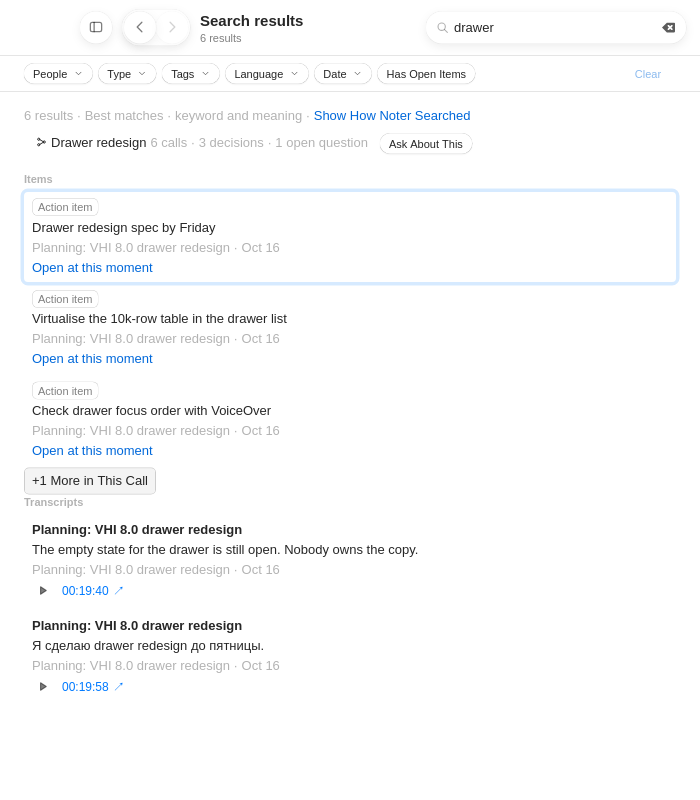 Search results
6 results
drawer
People
Type
Tags
Language
Date
Has Open Items
Clear
6 results · Best matches · keyword and meaning · Show How Noter Searched
Drawer redesign 6 calls · 3 decisions · 1 open question
Ask About This
Items
Action item
Drawer redesign spec by Friday
Planning: VHI 8.0 drawer redesign · Oct 16
Open at this moment
Action item
Virtualise the 10k-row table in the drawer list
Planning: VHI 8.0 drawer redesign · Oct 16
Open at this moment
Action item
Check drawer focus order with VoiceOver
Planning: VHI 8.0 drawer redesign · Oct 16
Open at this moment
+1 More in This Call
Transcripts
Planning: VHI 8.0 drawer redesign
The empty state for the drawer is still open. Nobody owns the copy.
Planning: VHI 8.0 drawer redesign · Oct 16
00:19:40
Planning: VHI 8.0 drawer redesign
Я сделаю drawer redesign до пятницы.
Planning: VHI 8.0 drawer redesign · Oct 16
00:19:58